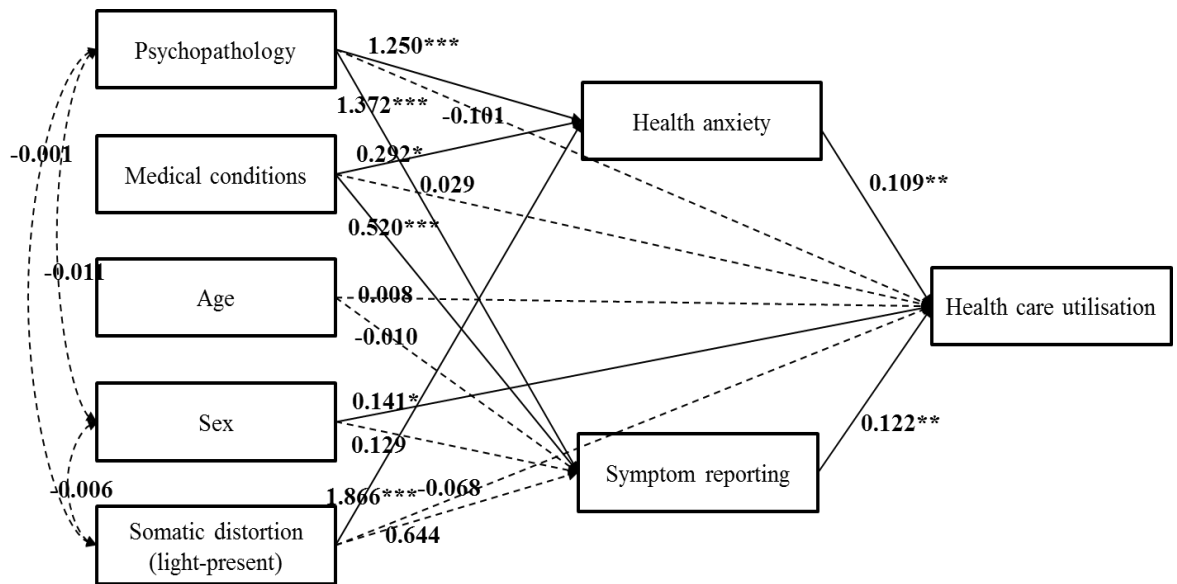 Psychopathology
1.250***
1.372***
-0.101
Health anxiety
-0.001
Medical conditions
0.292*
0.029
0.109**
0.520***
-0.011
Age
0.008
-0.010
Health care utilisation
Sex
0.141*
0.129
0.122**
Symptom reporting
-0.006
1.866***
-0.068
Somatic distortion
(light-present)
0.644